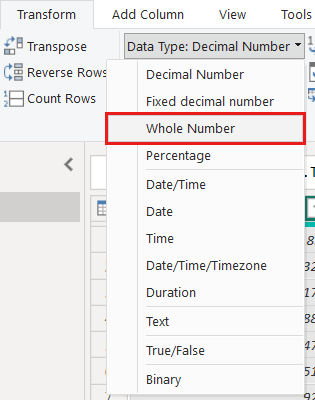 Transform Add Column View Tools
Transpose
Data Type: Decimal Number
Reverse Rows
Count Rows
Decimal Number
Fixed decimal number
Whole Number
Percentage
Date/Time
Date
Time
Date/Time/Timezone
Duration
Text
True/False
Binary